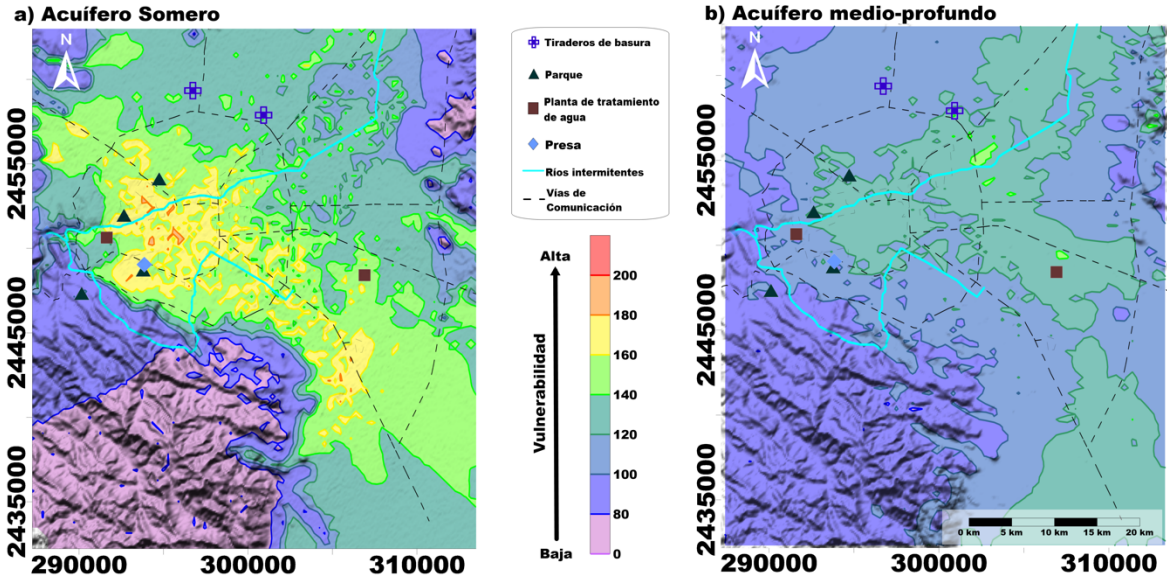 a) Acuífero Somero
N
2455000
2445000
2435000
290000
300000
310000
Tiraderos de basura
Parque
Planta de tratamiento
de agua
Presa
Ríos intermitentes
Vías de
Comunicación
Alta
Vulnerabilidad
Baja
200
180
160
140
120
100
80
0
b) Acuífero medio-profundo
N
2455000
2445000
2435000
0 km
5 km
10 km
15 km
20 km
290000
300000
310000